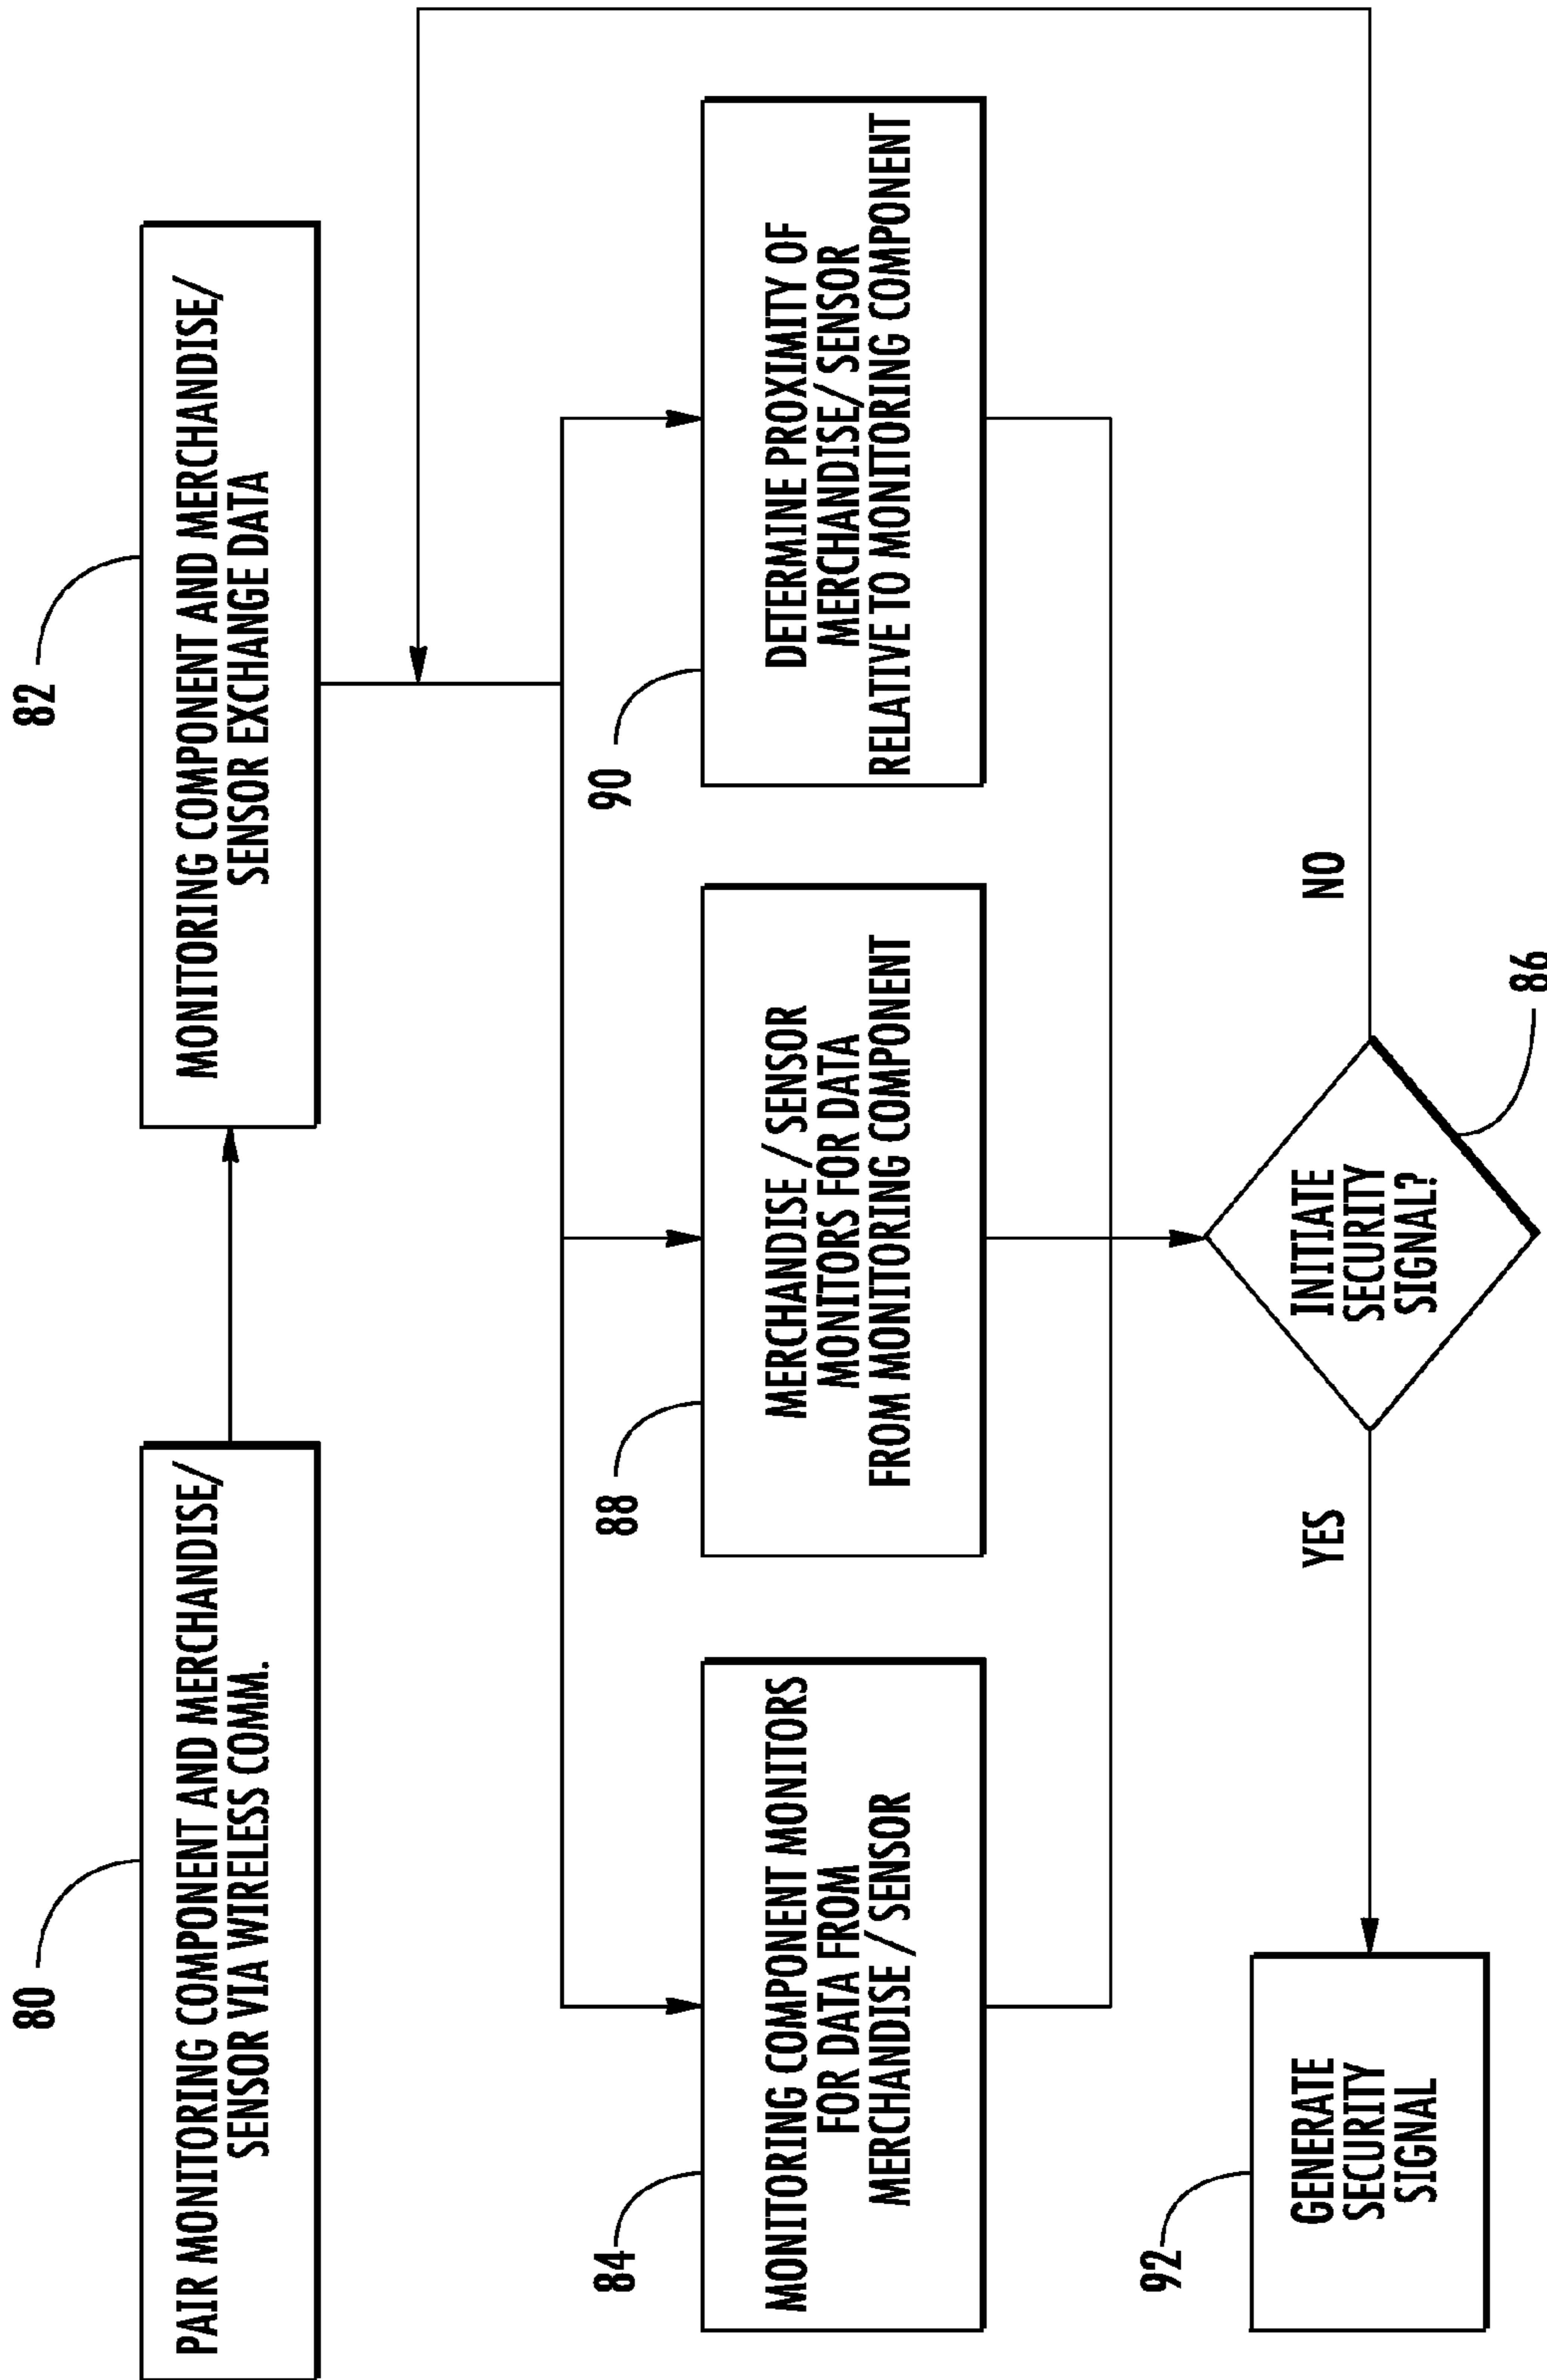 80
PAIR MONITORING COMPONENT AND MERCHANDISE/
SENSOR VIA WIRELESS COMM.
82
MONITORING COMPONENT AND MERCHANDISE/
SENSOR EXCHANGE DATA
84
MONITORING COMPONENT MONITORS
FOR DATA FROM
MERCHANDISE / SENSOR
88
MERCHANDISE /SENSOR
MONITORS FOR DATA
FROM MONITORING COMPONENT
90
DETERMINE PROXIMITY OF
MERCHANDISE/ SENSOR
RELATIVE TO MONITORING COMPONENT
92
GENERATE
SECURITY
SIGNAL
YES
INITIATE
SECURITY
SIGNAL?
NO
86